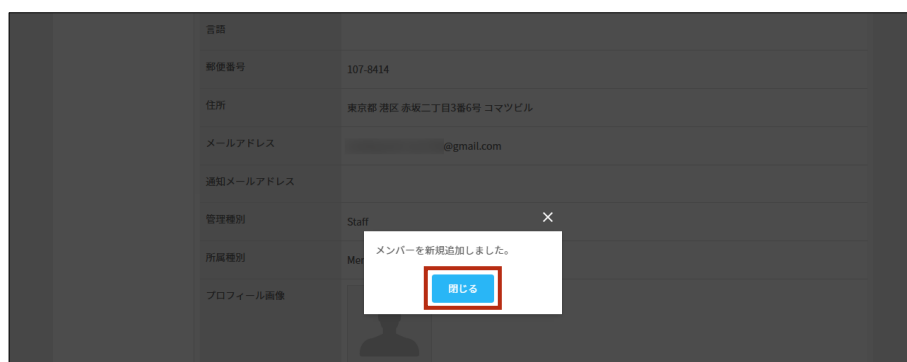 言語
郵便番号 107-8414
住所 東京都 港区 赤坂二丁目3番6号 コマツビル
メールアドレス @gmail.com
通知メールアドレス
管理種別 Staff
所属種別 Me
プロフィール画像
×
メンバーを新規追加しました。
閉じる